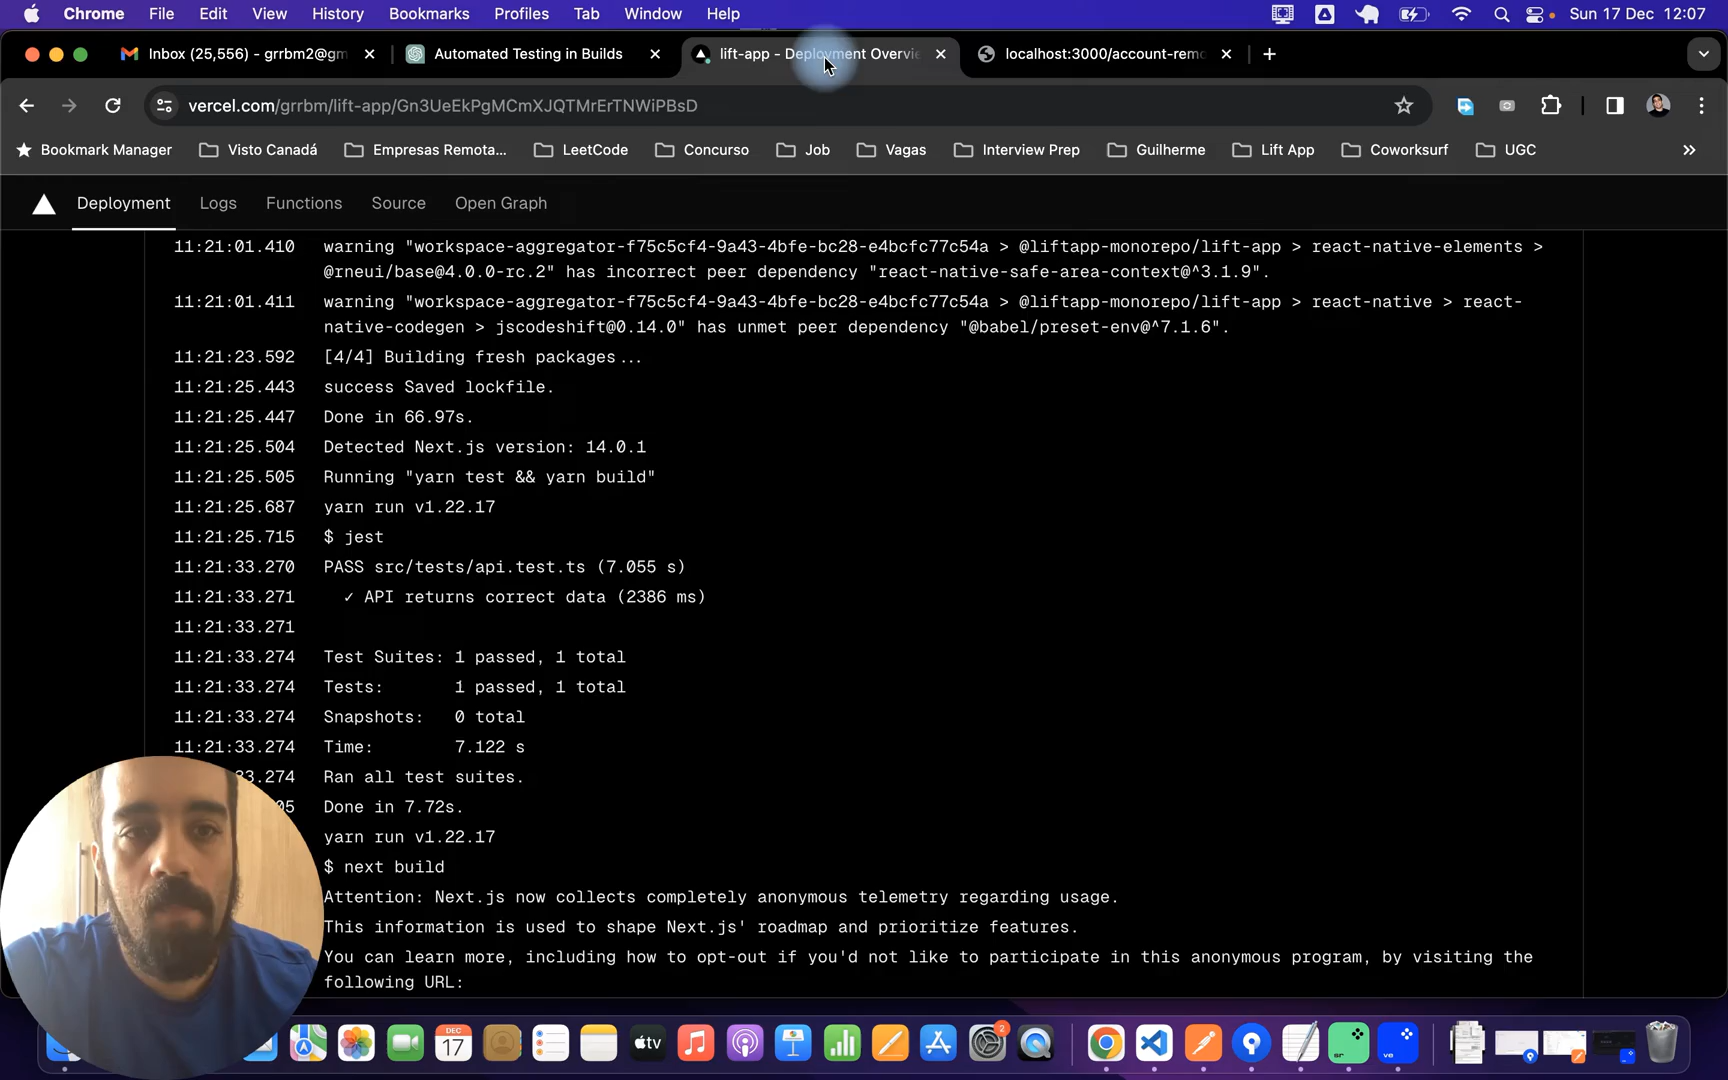 Chrome File Edit View History Bookmarks Profiles Tab Window Help Sun 17 Dec 12:07
Inbox (25,556) - grrbm2@gm Automated Testing in Builds lift-app - Deployment Overvie localhost:3000/account-remo
vercel.com/grrbm/lift-app/Gn3UeEkPgMCmXJQTMrErTNWiPBsD
Bookmark Manager Visto Canadá Empresas Remota... LeetCode Concurso Job Vagas Interview Prep Guilherme Lift App Coworksurf UGC
Deployment Logs Functions Source Open Graph
11:21:01.410 warning "workspace-aggregator-f75c5cf4-9a43-4bfe-bc28-e4bcfc77c54a > @liftapp-monorepo/lift-app > react-native-elements >
@rneui/base@4.0.0-rc.2" has incorrect peer dependency "react-native-safe-area-context@^3.1.9".
11:21:01.411 warning "workspace-aggregator-f75c5cf4-9a43-4bfe-bc28-e4bcfc77c54a > @liftapp-monorepo/lift-app > react-native > react-
native-codegen > jscodeshift@0.14.0" has unmet peer dependency "@babel/preset-env@^7.1.6".
11:21:23.592 [4/4] Building fresh packages...
11:21:25.443 success Saved lockfile.
11:21:25.447 Done in 66.97s.
11:21:25.504 Detected Next.js version: 14.0.1
11:21:25.505 Running "yarn test && yarn build"
11:21:25.687 yarn run v1.22.17
11:21:25.715 $ jest
11:21:33.270 PASS src/tests/api.test.ts (7.055 s)
11:21:33.271 ✓ API returns correct data (2386 ms)
11:21:33.271
11:21:33.274 Test Suites: 1 passed, 1 total
11:21:33.274 Tests: 1 passed, 1 total
11:21:33.274 Snapshots: 0 total
11:21:33.274 Time: 7.122 s
33.274 Ran all test suites.
05 Done in 7.72s.
yarn run v1.22.17
$ next build
Attention: Next.js now collects completely anonymous telemetry regarding usage.
This information is used to shape Next.js' roadmap and prioritize features.
You can learn more, including how to opt-out if you'd not like to participate in this anonymous program, by visiting the
following URL:
DEC
17
tv
2
sr
ve